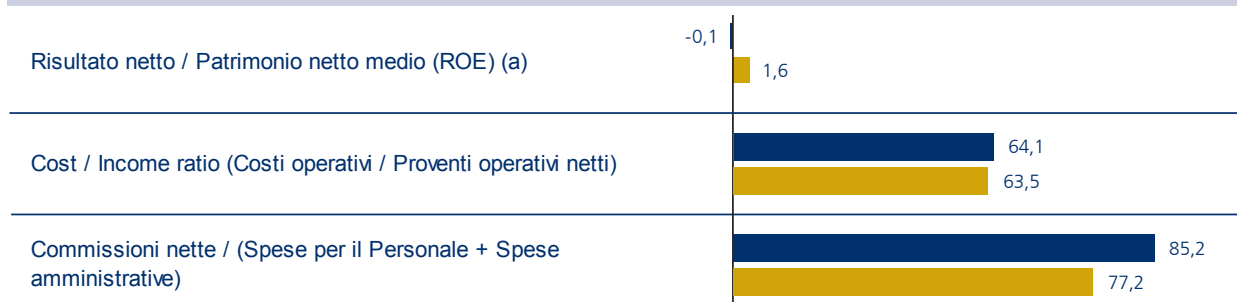 -0,1
Risultato netto / Patrimonio netto medio (ROE) (a)
1,6
Cost / Income ratio (Costi operativi / Proventi operativi netti)
64,1
63,5
Commissioni nette / (Spese per il Personale + Spese
amministrative)
85,2
77,2